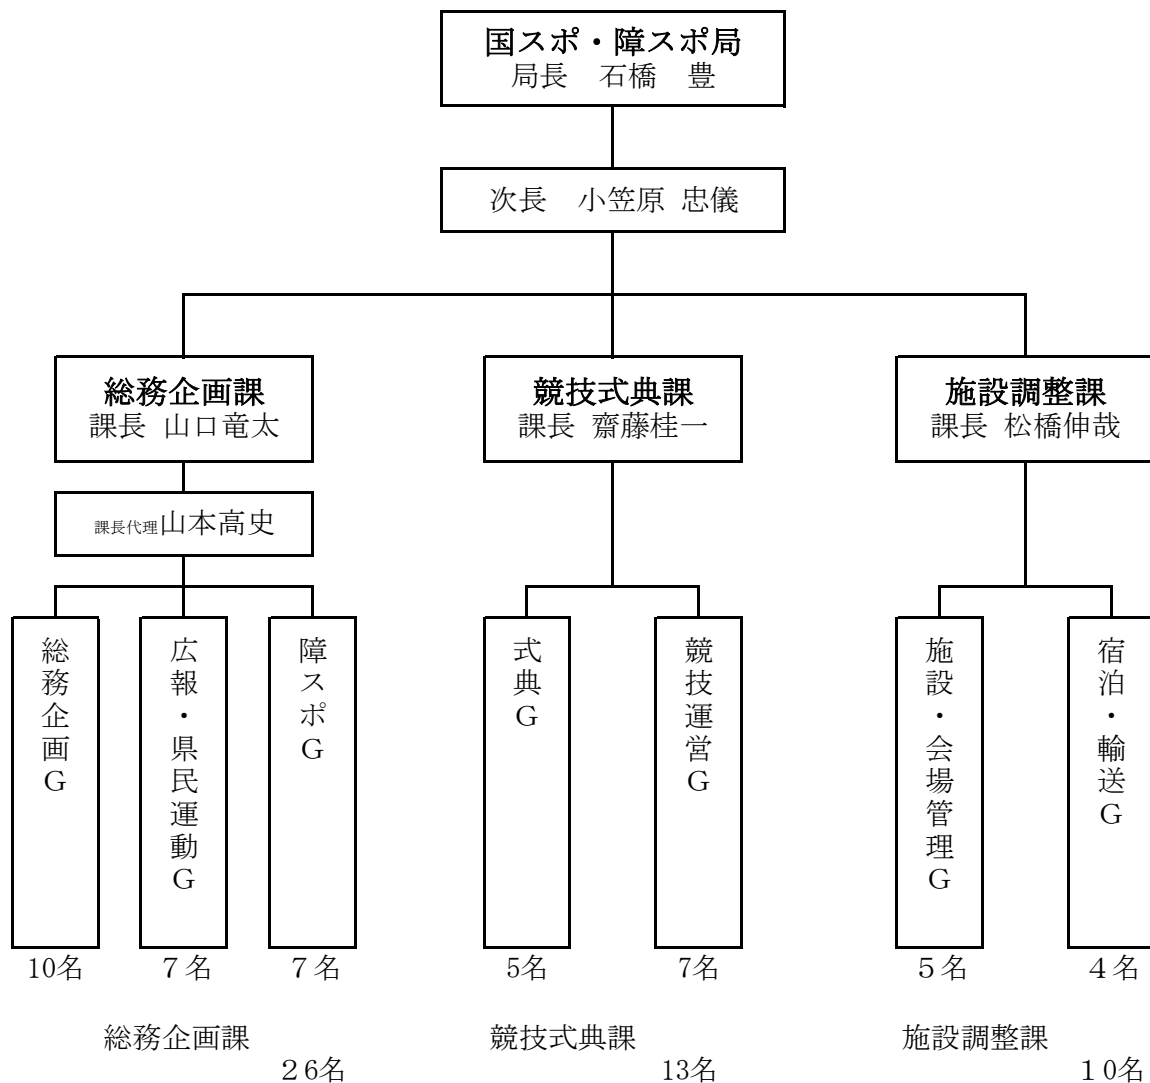 国スポ・障スポ局
局長　石橋　豊
次長　小笠原 忠儀
総務企画課
課長 山口竜太
競技式典課
課長 齋藤桂一
施設調整課
課長 松橋伸哉
課長代理山本高史
総務企画G
広報・県民運動G
障スポG
式典G
競技運営G
施設・会場管理G
宿泊・輸送G
10名
７名
７名
5名
7名
５名
４名
総務企画課
２6名
競技式典課
13名
施設調整課
１0名